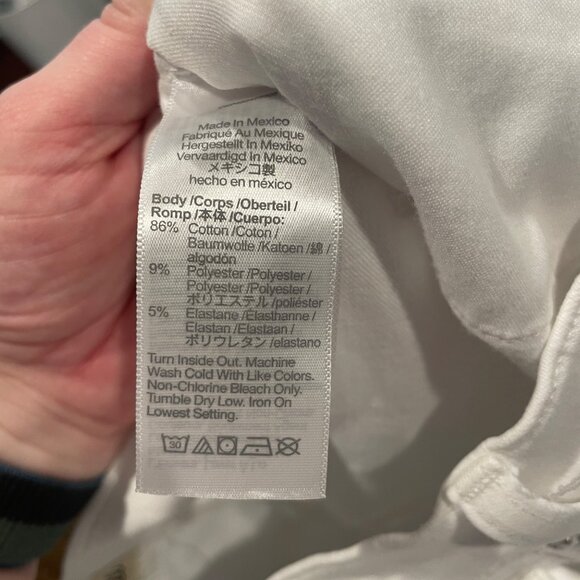 Made In Mexico
Fabriqué Au Mexique
Hergestellt In Mexiko
Vervaardigd In Mexico
メキシコ製
hecho en méxico
Body /Corps /Oberteil /
Romp /本体 /Cuerpo:
86% Cotton /Coton /
Baumwolle /Katoen /綿 /
algodón
9% Polyester /Polyester /
Polyester /Polyester /
ポリエステル /poliéster
5% Elastane /Élasthanne /
Elastan /Elastaan /
ポリウレタン /elastano
Turn Inside Out. Machine
Wash Cold With Like Colors.
Non-Chlorine Bleach Only.
Tumble Dry Low. Iron On
Lowest Setting.
30